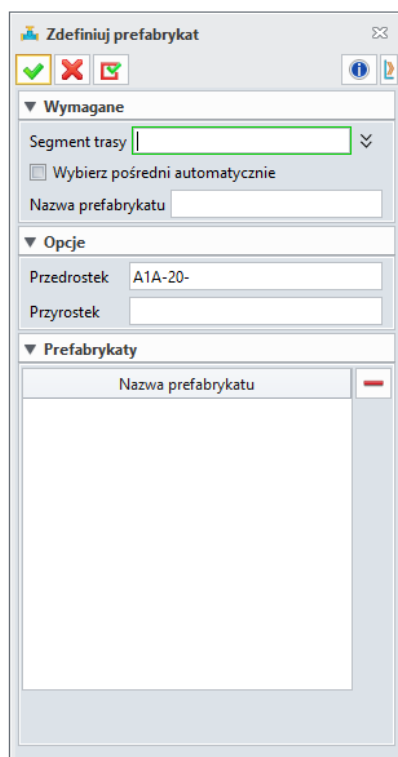 Zdefiniuj prefabrykat
Wymagane
Segment trasy
Wybierz pośredni automatycznie
Nazwa prefabrykatu
Opcje
Przedrostek A1A-20-
Przyrostek
Prefabrykaty
Nazwa prefabrykatu